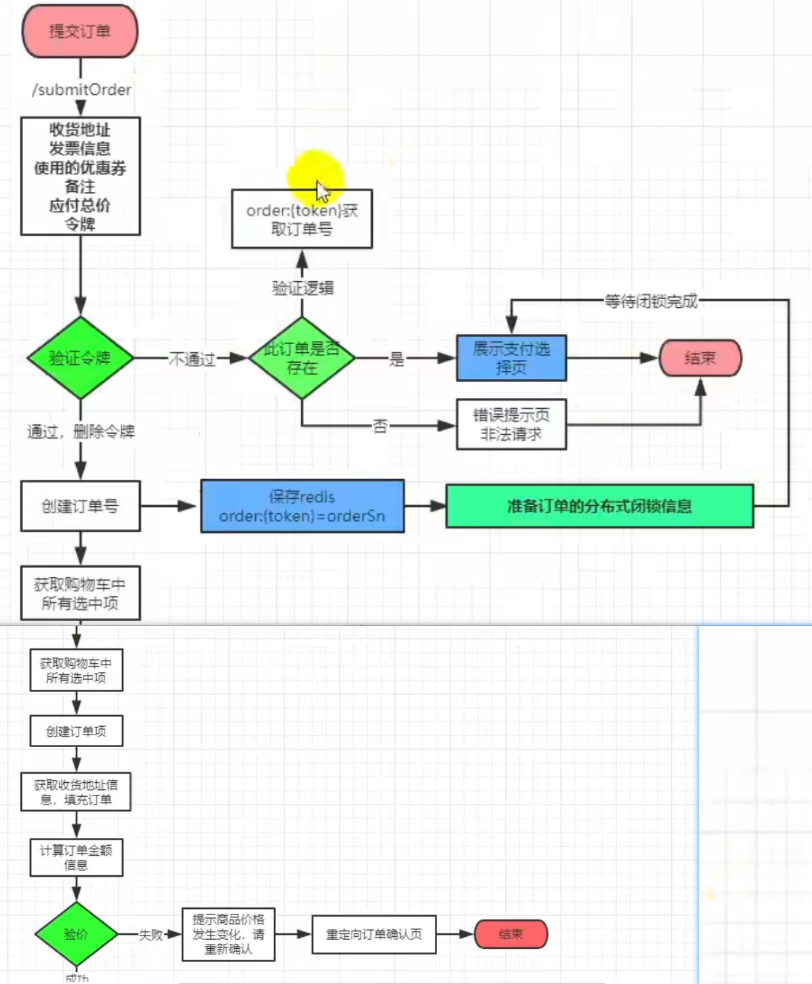 提交订单
/submitOrder
收货地址
发票信息
使用的优惠券
备注
应付总价
令牌
order:{token}获
取订单号
验证逻辑
等待闭锁完成
验证令牌
不通过
此订单是否
存在
是
展示支付选
择页
结束
否
错误提示页
非法请求
通过，删除令牌
创建订单号
保存redis
order:(token)=orderSn
准备订单的分布式闭锁信息
获取购物车中
所有选中项
获取购物车中
所有选中项
创建订单项
获取收货地址信
息，填充订单
计算订单金额
信息
验价
失败
提示商品价格
发生变化，请
重新确认
重定向订单确认页
结束
成功